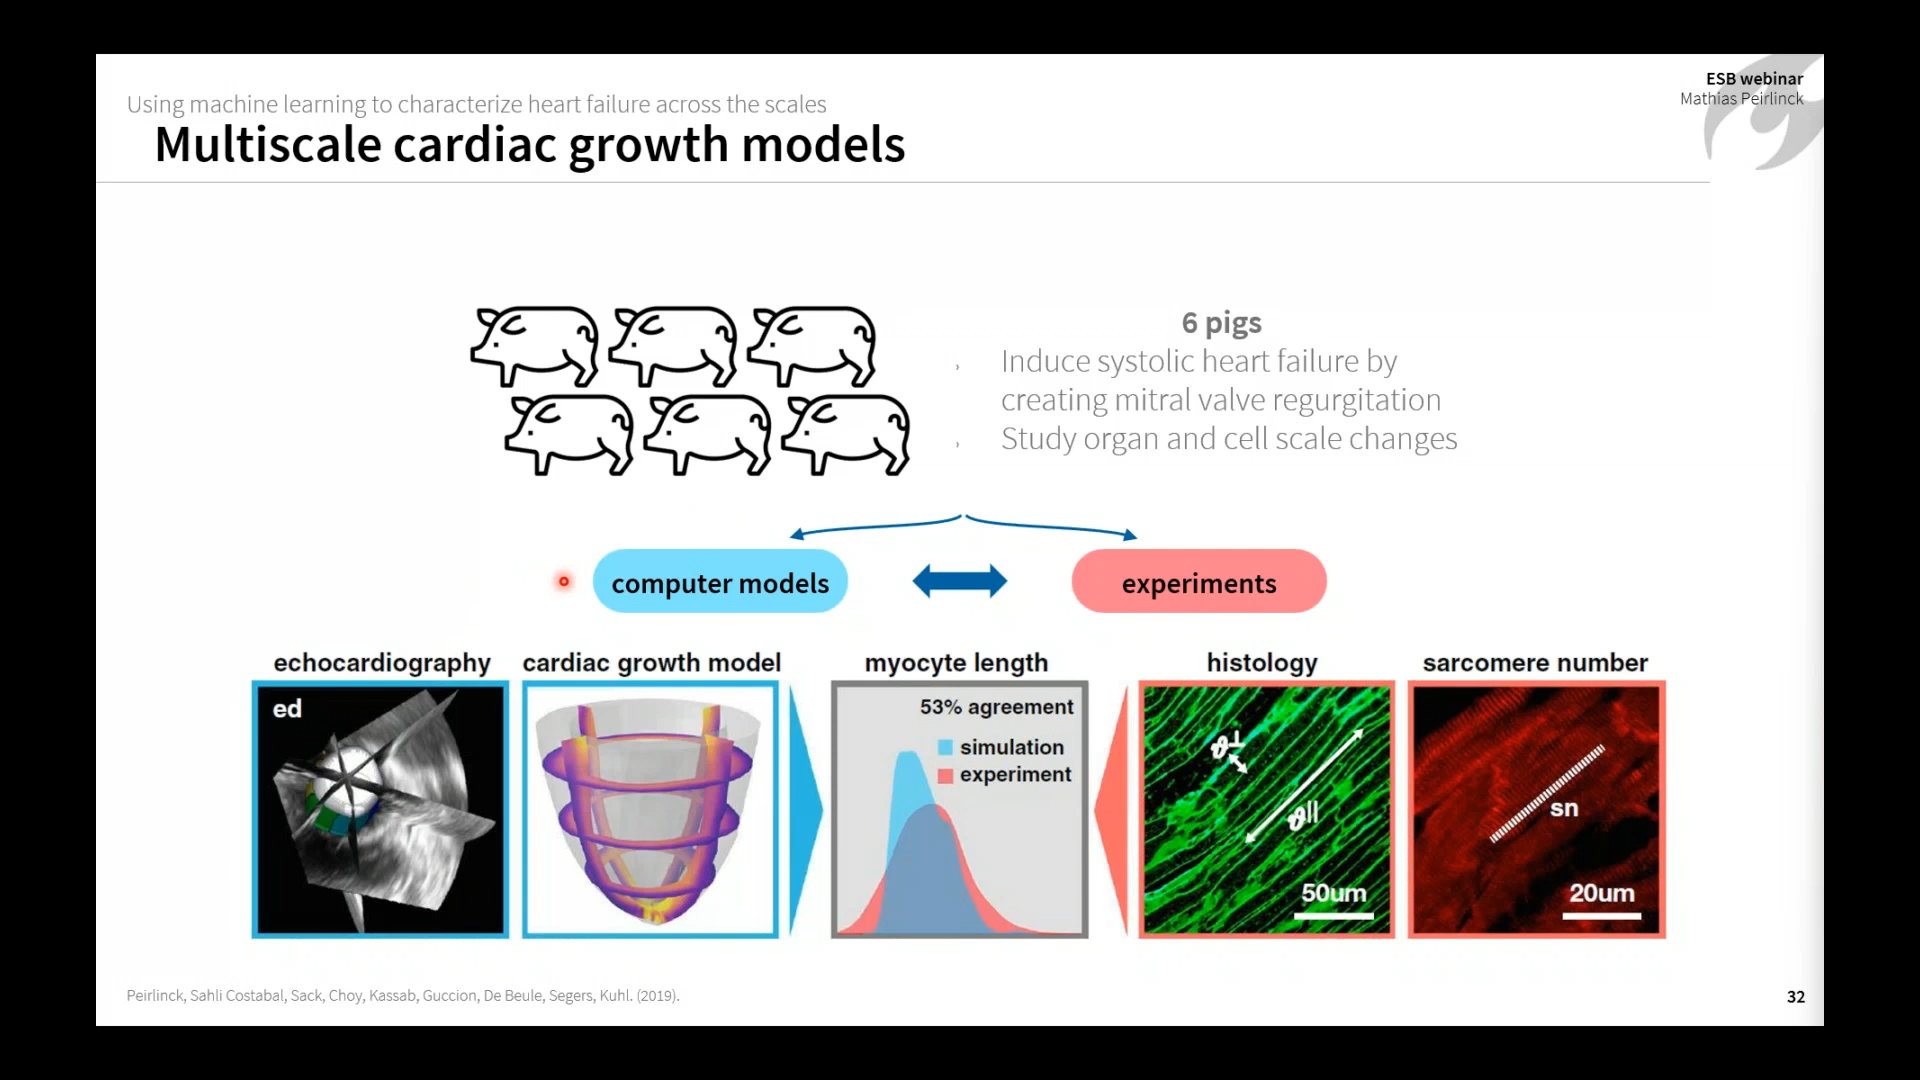 ESB webinar
Mathias Peirlinck
Using machine learning to characterize heart failure across the scales
Multiscale cardiac growth models
6 pigs
› Induce systolic heart failure by
creating mitral valve regurgitation
› Study organ and cell scale changes
computer models
experiments
echocardiography
cardiac growth model
myocyte length
histology
sarcomere number
ed
53% agreement
simulation
experiment
ϑ⊥
ϑ||
50um
sn
20um
Peirlinck, Sahli Costabal, Sack, Choy, Kassab, Guccion, De Beule, Segers, Kuhl. (2019).
32